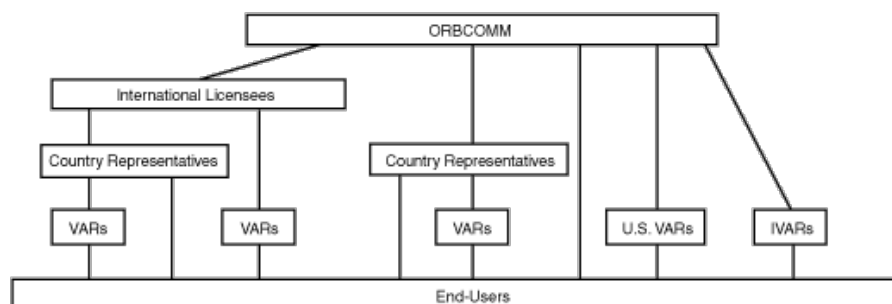 ORBCOMM
International Licensees
Country Representatives
Country Representatives
VARs
VARs
VARs
U.S. VARs
IVARs
End-Users